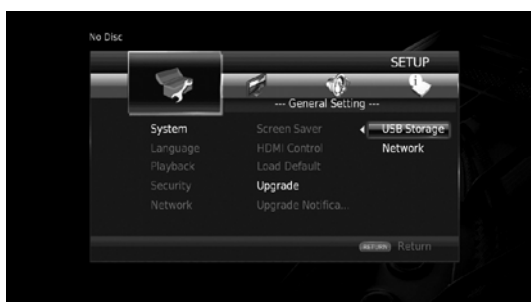 No Disc
SETUP
--- General Setting ---
System Screen Saver USB Storage
Language HDMI Control Network
Playback Load Default
Security Upgrade
Network Upgrade Notifica...
RETURN Return